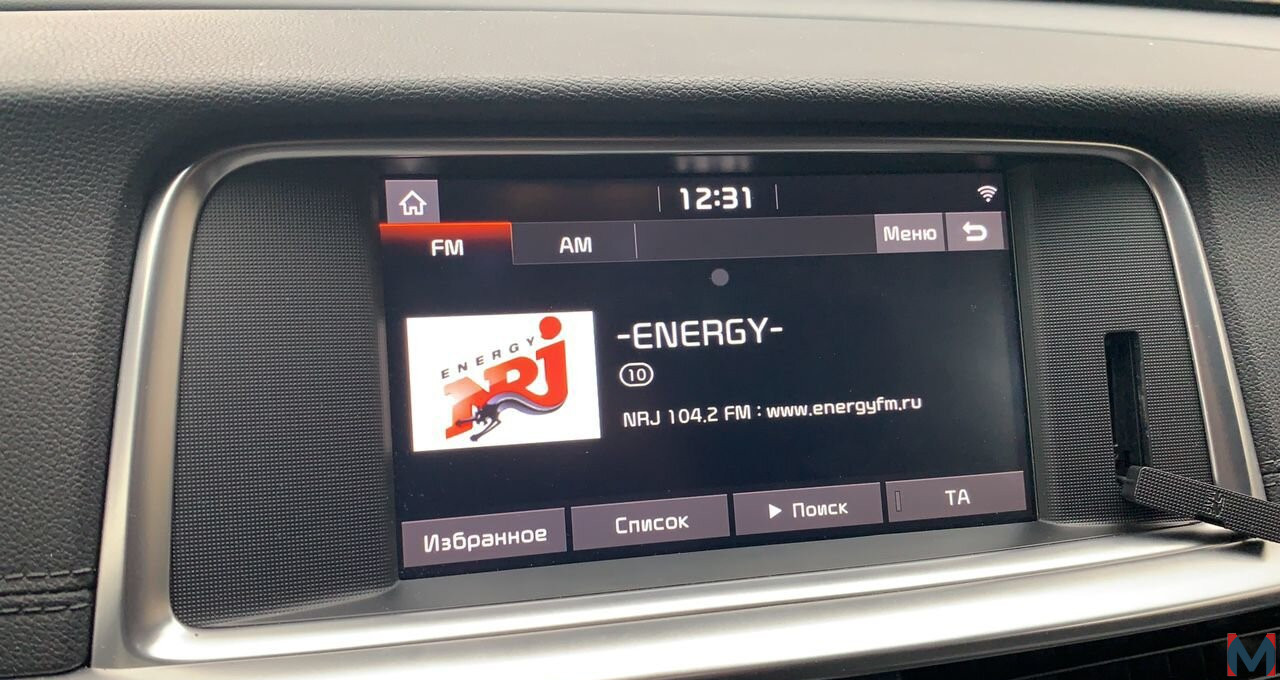 12:31
FM
AM
Меню
ENERGY
NRJ
-ENERGY-
10
NRJ 104.2 FM : www.energyfm.ru
Избранное
Список
Поиск
TA
M